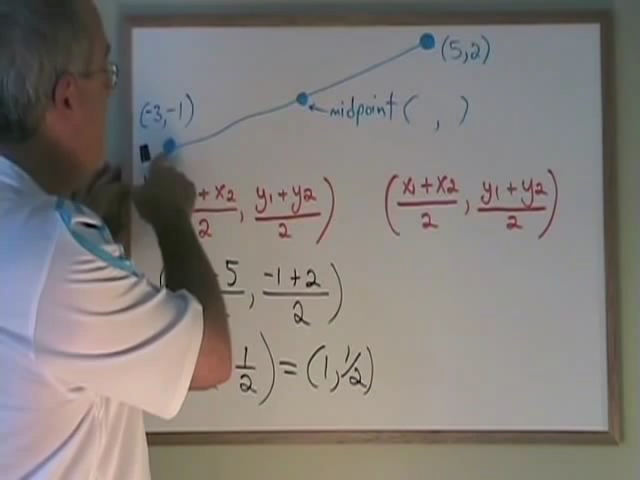 (5,2)
(-3,-1)
midpoint ( , )
+ x2/2, y1+y2/2) (x1+x2/2, y1+y2/2)
5, -1+2/2)
1/2) = (1, 1/2)